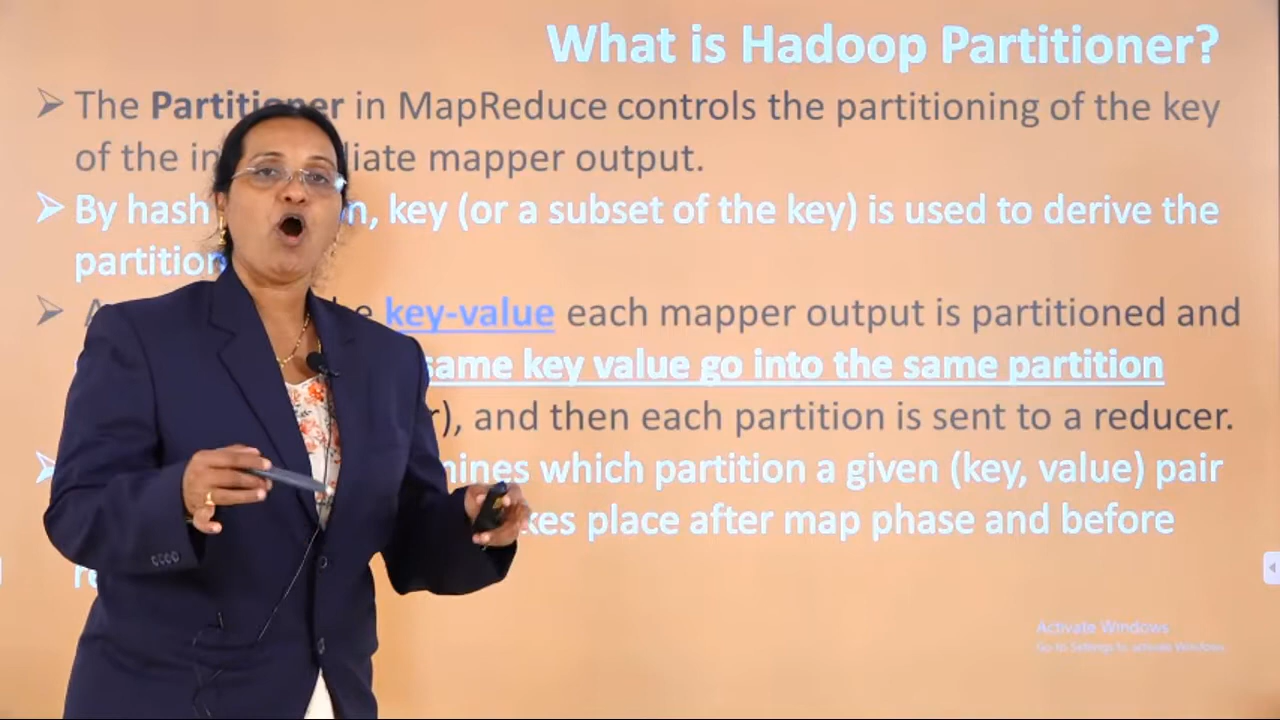 What is Hadoop Partitioner?
The Partitioner in MapReduce controls the partitioning of the key
of the in diate mapper output.
By hash n, key (or a subset of the key) is used to derive the
partition
A e key-value each mapper output is partitioned and
same key value go into the same partition
r), and then each partition is sent to a reducer.
mines which partition a given (key, value) pair
kes place after map phase and before
re
Activate Windows
Go to Settings to activate Windows.